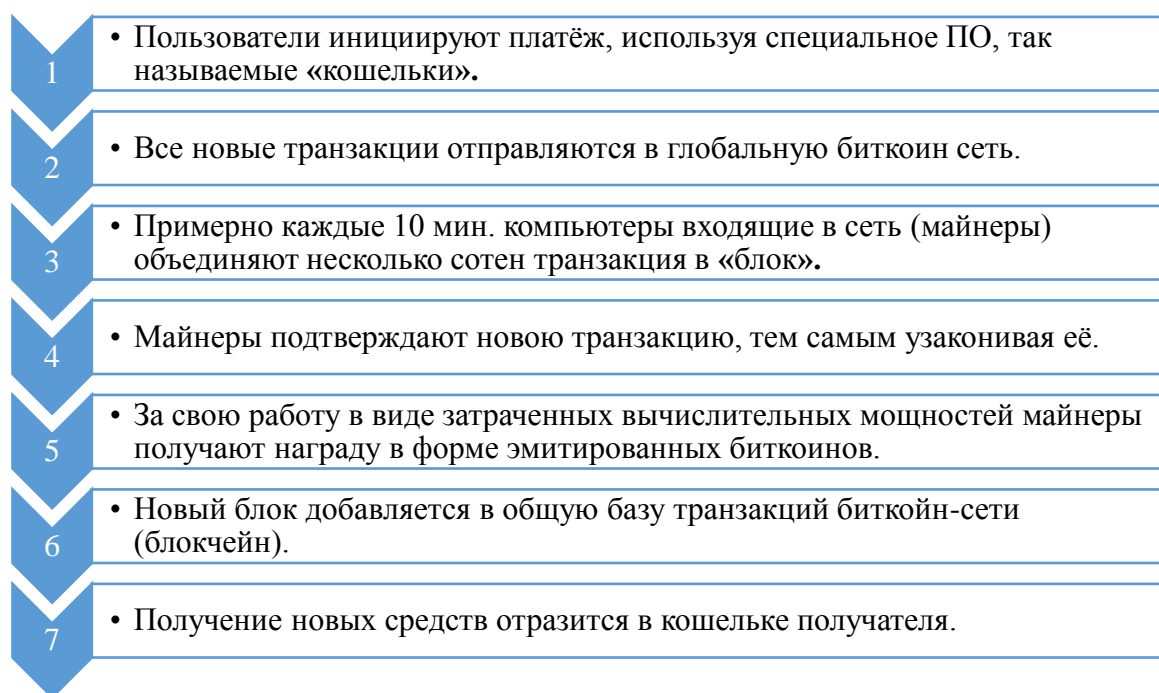 1
• Пользователи инициируют платёж, используя специальное ПО, так
называемые «кошельки».
2
• Все новые транзакции отправляются в глобальную биткоин сеть.
3
• Примерно каждые 10 мин. компьютеры входящие в сеть (майнеры)
объединяют несколько сотен транзакция в «блок».
4
• Майнеры подтверждают новою транзакцию, тем самым узаконивая её.
5
• За свою работу в виде затраченных вычислительных мощностей майнеры
получают награду в форме эмитированных биткоинов.
6
• Новый блок добавляется в общую базу транзакций биткойн-сети
(блокчейн).
7
• Получение новых средств отразится в кошельке получателя.